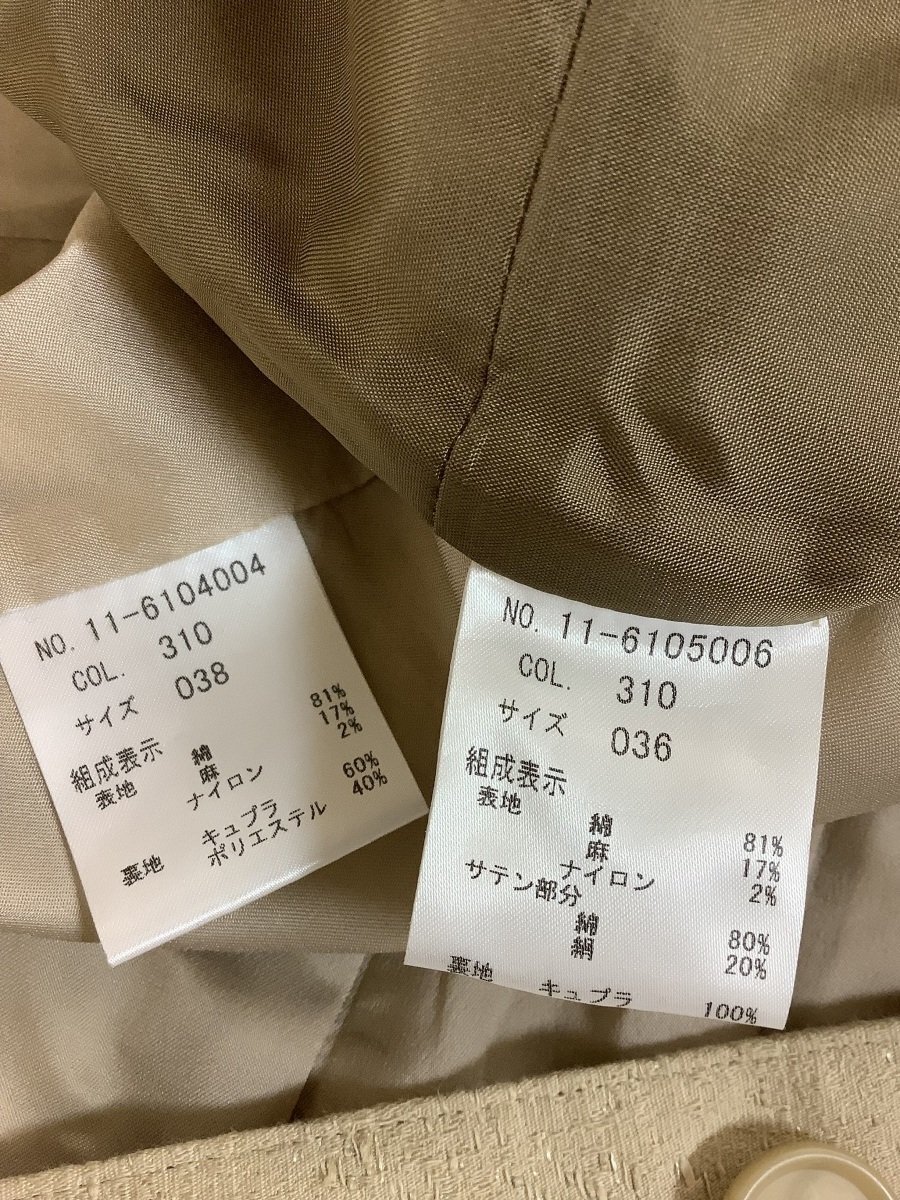 NO. 11-6104004
COL. 310
サイズ 038
組成表示
表地 綿 81%
麻 17%
ナイロン 2%
裏地 キュプラ 60%
ポリエステル 40%
NO. 11-6105006
COL. 310
サイズ 036
組成表示
表地
綿 81%
麻 17%
ナイロン 2%
サテン部分
綿 80%
絹 20%
裏地 キュプラ 100%